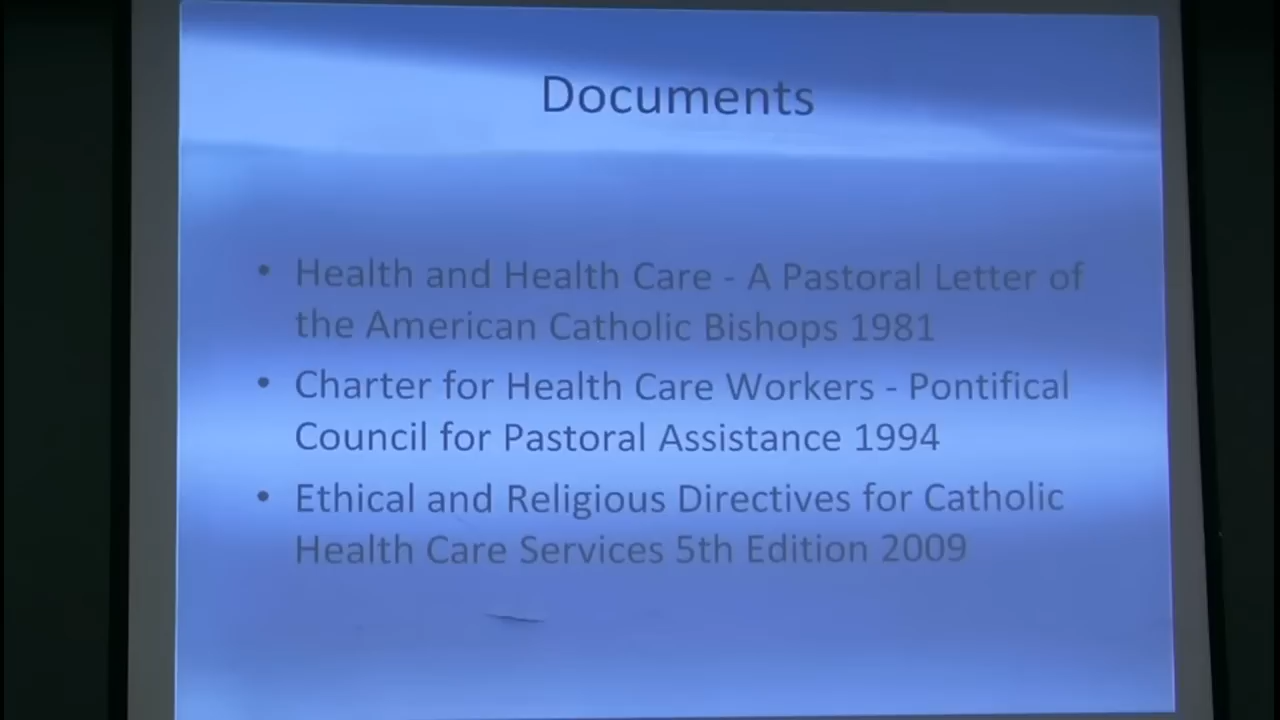 Documents
• Health and Health Care - A Pastoral Letter of
the American Catholic Bishops 1981
• Charter for Health Care Workers - Pontifical
Council for Pastoral Assistance 1994
• Ethical and Religious Directives for Catholic
Health Care Services 5th Edition 2009